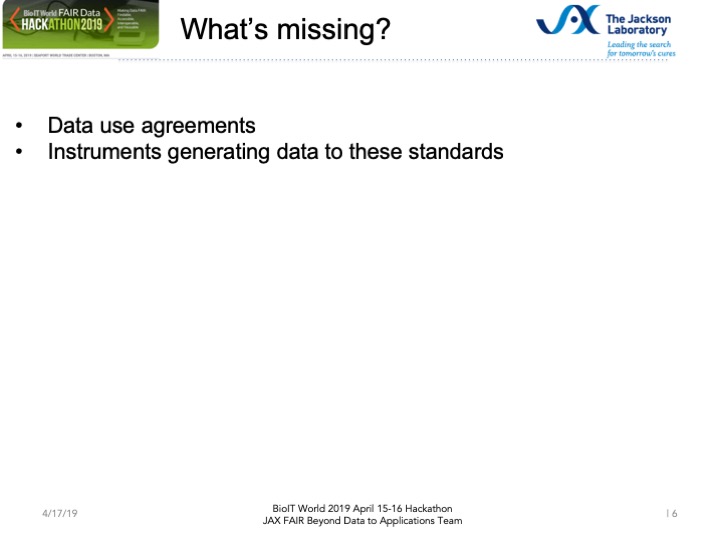 BioIT World FAIR Data
HACKATHON2019
What's missing?
The Jackson
Laboratory
Leading the search
for tomorrow's cures
• Data use agreements
• Instruments generating data to these standards
4/17/19
BioIT World 2019 April 15-16 Hackathon
JAX FAIR Beyond Data to Applications Team
| 6